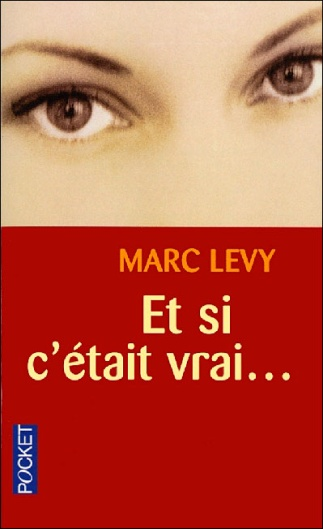 MARC LEVY
Et si
c'était vrai...
POCKET